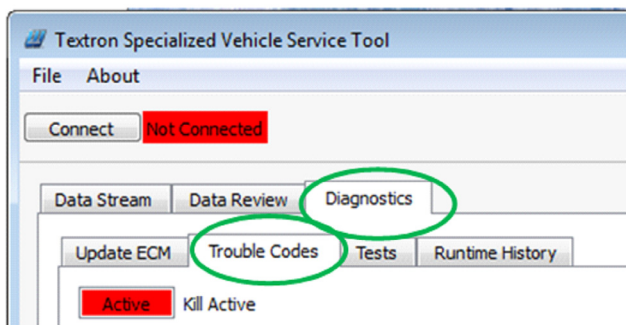 Textron Specialized Vehicle Service Tool
File About
Connect Not Connected
Data Stream Data Review Diagnostics
Update ECM Trouble Codes Tests Runtime History
Active Kill Active